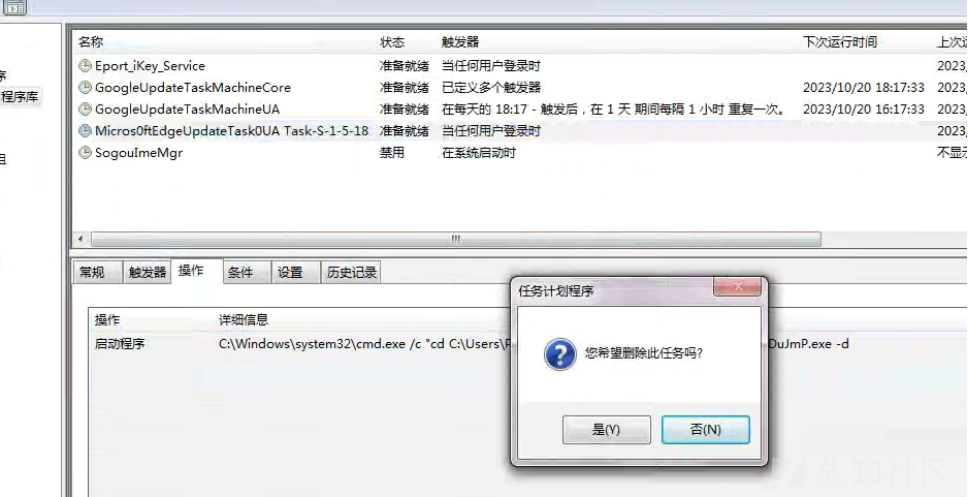 名称 状态 触发器 下次运行时间 上次运
Eport_iKey_Service 准备就绪 当任何用户登录时 2023/
序 GoogleUpdateTaskMachineCore 准备就绪 已定义多个触发器 2023/10/20 18:17:33 2023/
程序库 GoogleUpdateTaskMachineUA 准备就绪 在每天的 18:17 - 触发后，在 1 天 期间每隔 1 小时 重复一次。 2023/10/20 16:17:33 2023/
Micros0ftEdgeUpdateTask0UA Task-S-1-5-18 准备就绪 当任何用户登录时 2023/
组 SogouImeMgr 禁用 在系统启动时 不显示
常规 触发器 操作 条件 设置 历史记录
操作 详细信息
启动程序 C:\Windows\system32\cmd.exe /c "cd C:\Users\ DuJmP.exe -d
任务计划程序
您希望删除此任务吗?
是(Y) 否(N)
先知社区